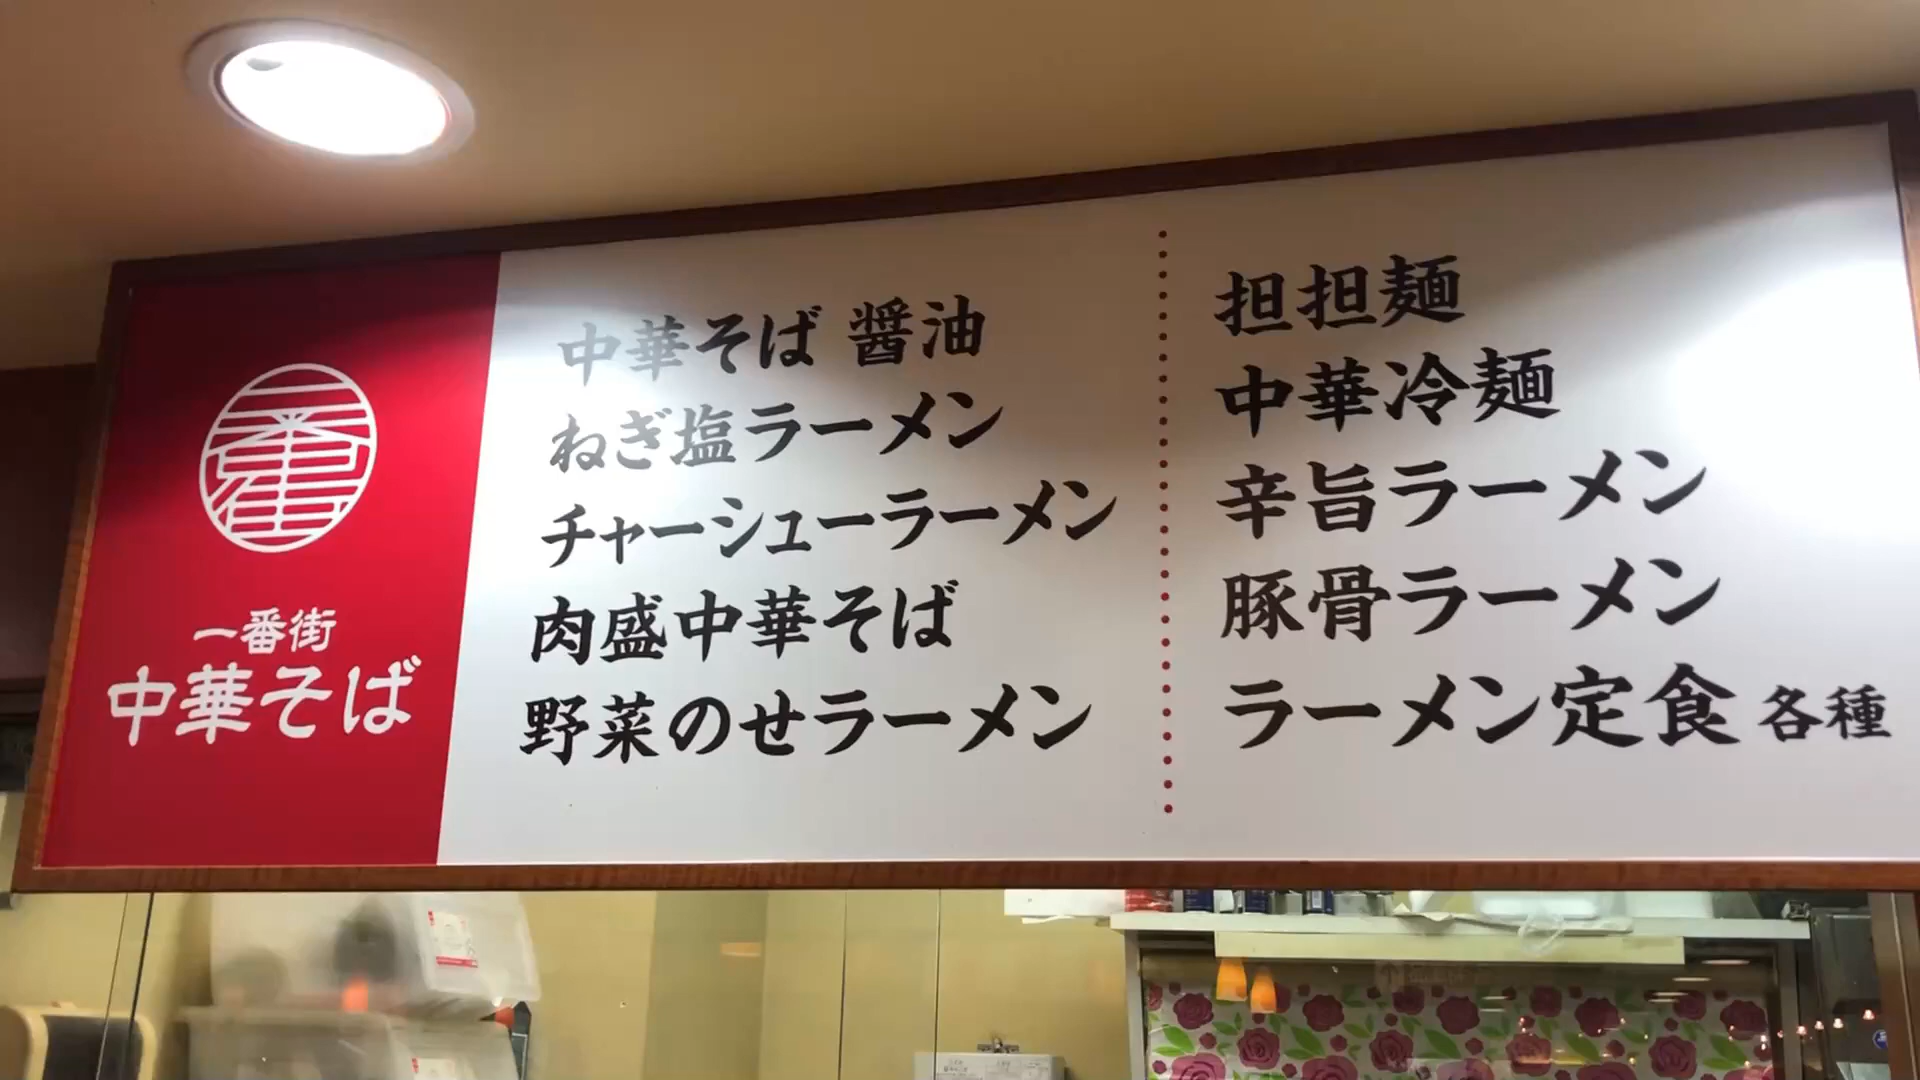 一番街
中華そば
中華そば 醤油
ねぎ塩ラーメン
チャーシューラーメン
肉盛中華そば
野菜のせラーメン
担担麺
中華冷麺
辛旨ラーメン
豚骨ラーメン
ラーメン定食 各種